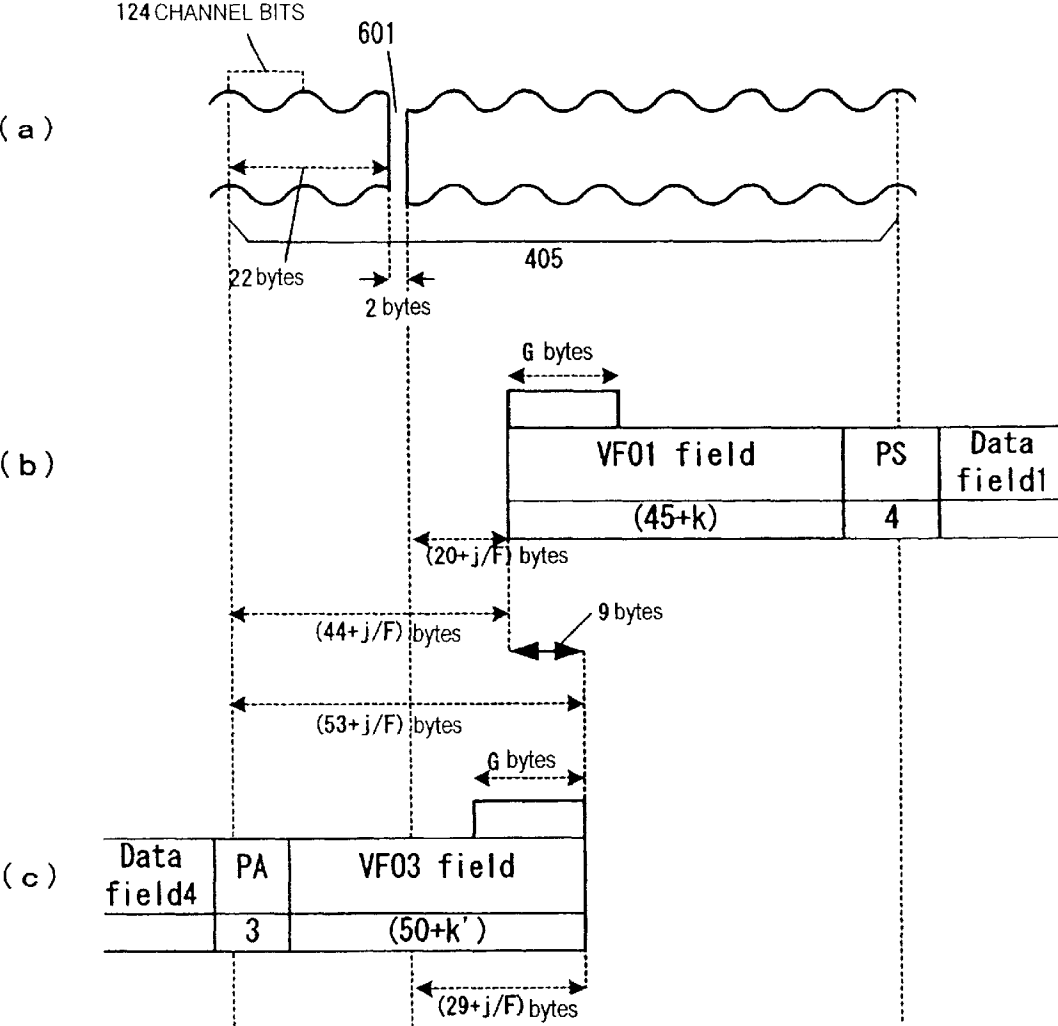 124 CHANNEL BITS
601
(a)
22 bytes
405
2 bytes
G bytes
(b)
VFO1 field
PS
Data
field1
(45+k)
4
(20+j/F) bytes
(44+j/F) bytes
9 bytes
(53+j/F) bytes
G bytes
(c)
Data
field4
PA
VFO3 field
3
(50+k')
(29+j/F) bytes